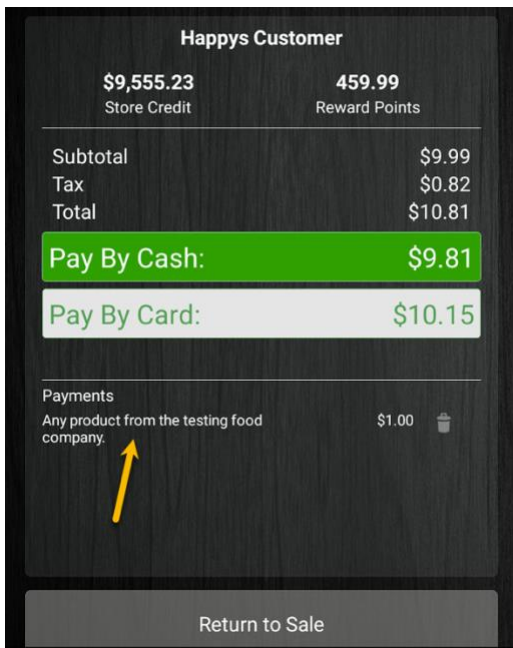 Happys Customer
$9,555.23 459.99
Store Credit Reward Points
Subtotal $9.99
Tax $0.82
Total $10.81
Pay By Cash: $9.81
Pay By Card: $10.15
Payments
Any product from the testing food $1.00
company.
Return to Sale